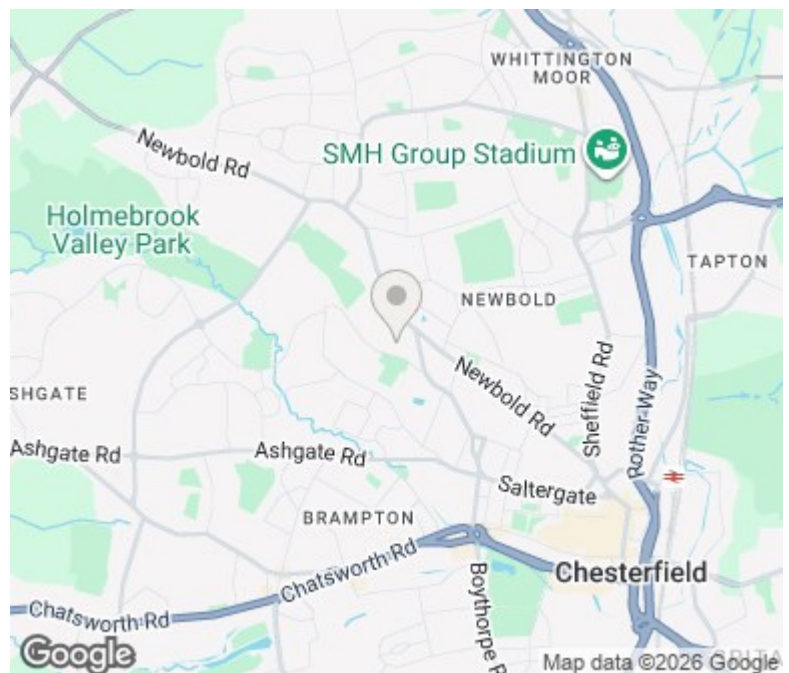 WHITTINGTON
MOOR
Newbold Rd
SMH Group Stadium
Holmebrook
Valley Park
TAPTON
NEWBOLD
Newbold Rd
Sheffield Rd
Rother Way
SHGATE
Ashgate Rd
Ashgate Rd
Saltergate
BRAMPTON
Chatsworth Rd
Chesterfield
Boythorpe R
Chatsworth Rd
Google
Map data ©2026 Google